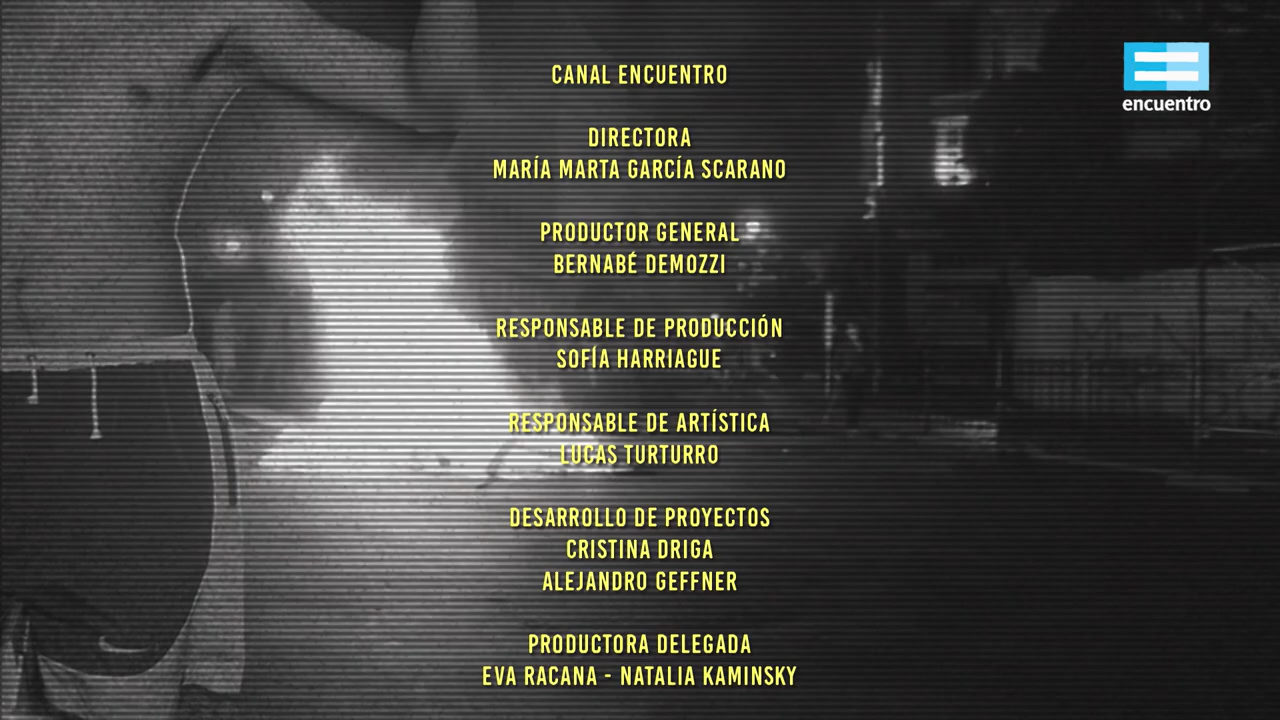 CANAL ENCUENTRO
encuentro
DIRECTORA
MARÍA MARTA GARCÍA SCARANO
PRODUCTOR GENERAL
BERNABÉ DEMOZZI
RESPONSABLE DE PRODUCCIÓN
SOFÍA HARRIAGUE
RESPONSABLE DE ARTÍSTICA
LUCAS TURTURRO
DESARROLLO DE PROYECTOS
CRISTINA DRIGA
ALEJANDRO GEFFNER
PRODUCTORA DELEGADA
EVA RACANA - NATALIA KAMINSKY